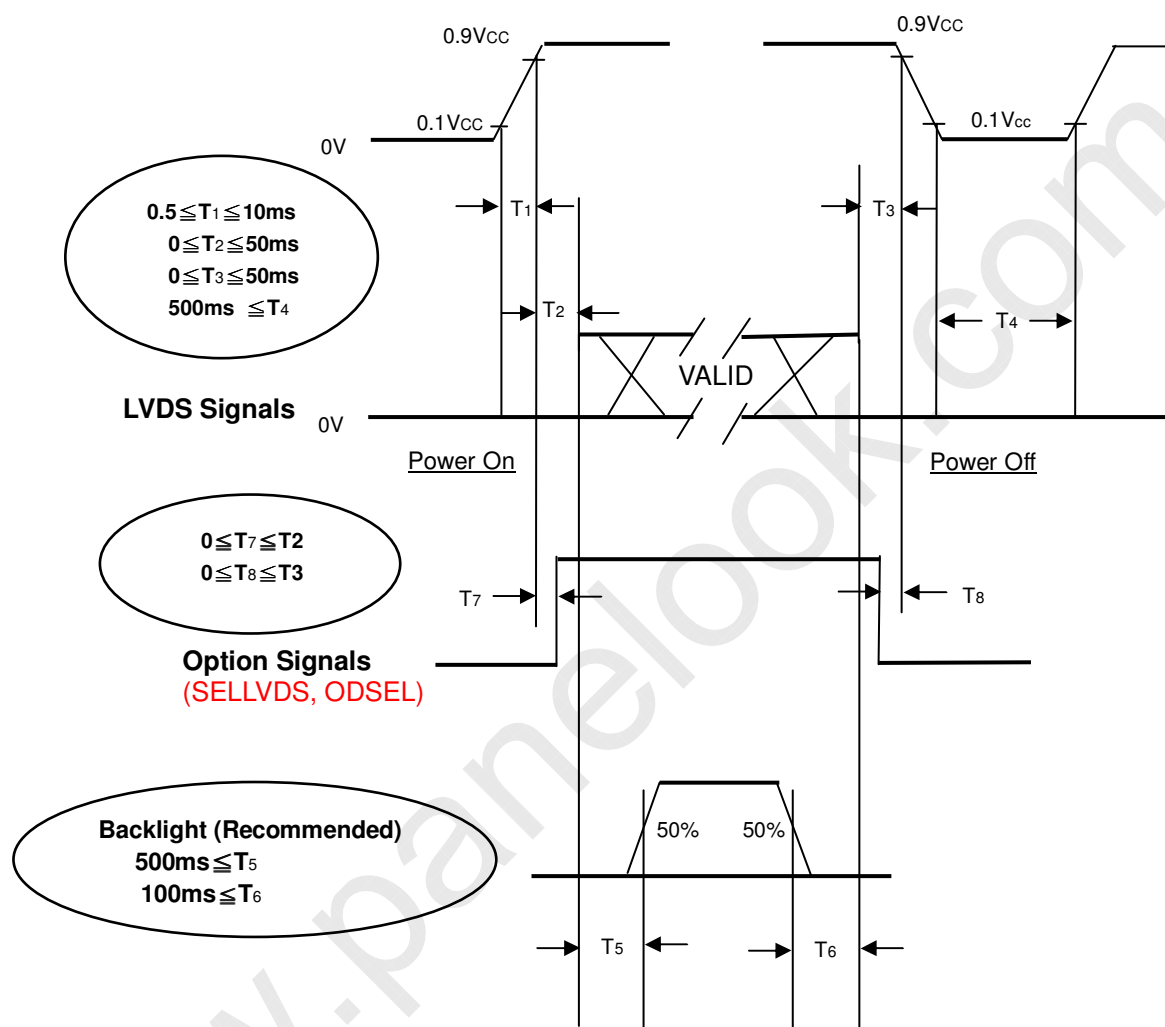 0.9Vcc
0.9Vcc
0.1Vcc
0.1Vcc
0V
0.5≦T1≦10ms
0≦T2≦50ms
0≦T3≦50ms
500ms ≦T4
T1
T3
T2
T4
VALID
LVDS Signals
0V
Power On
Power Off
0≦T7≦T2
0≦T8≦T3
T7
T8
Option Signals
(SELLVDS, ODSEL)
Backlight (Recommended)
500ms≦T5
100ms≦T6
50%
50%
T5
T6
w.panelook.com